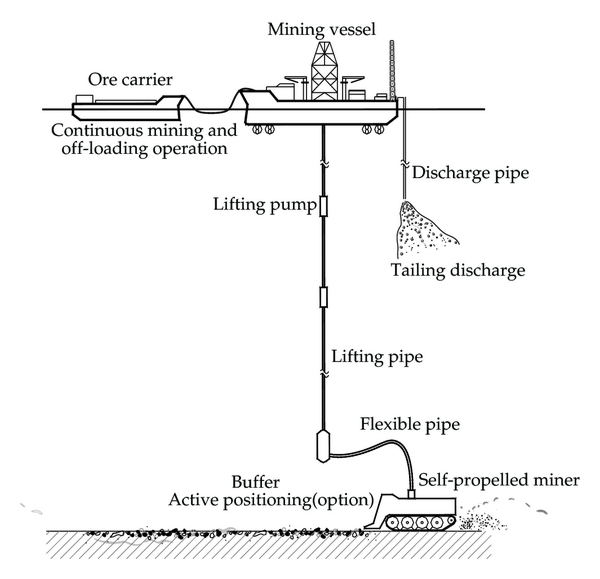 Mining vessel
Ore carrier
Continuous mining and
off-loading operation
Discharge pipe
Lifting pump
Tailing discharge
Lifting pipe
Flexible pipe
Buffer
Self-propelled miner
Active positioning(option)